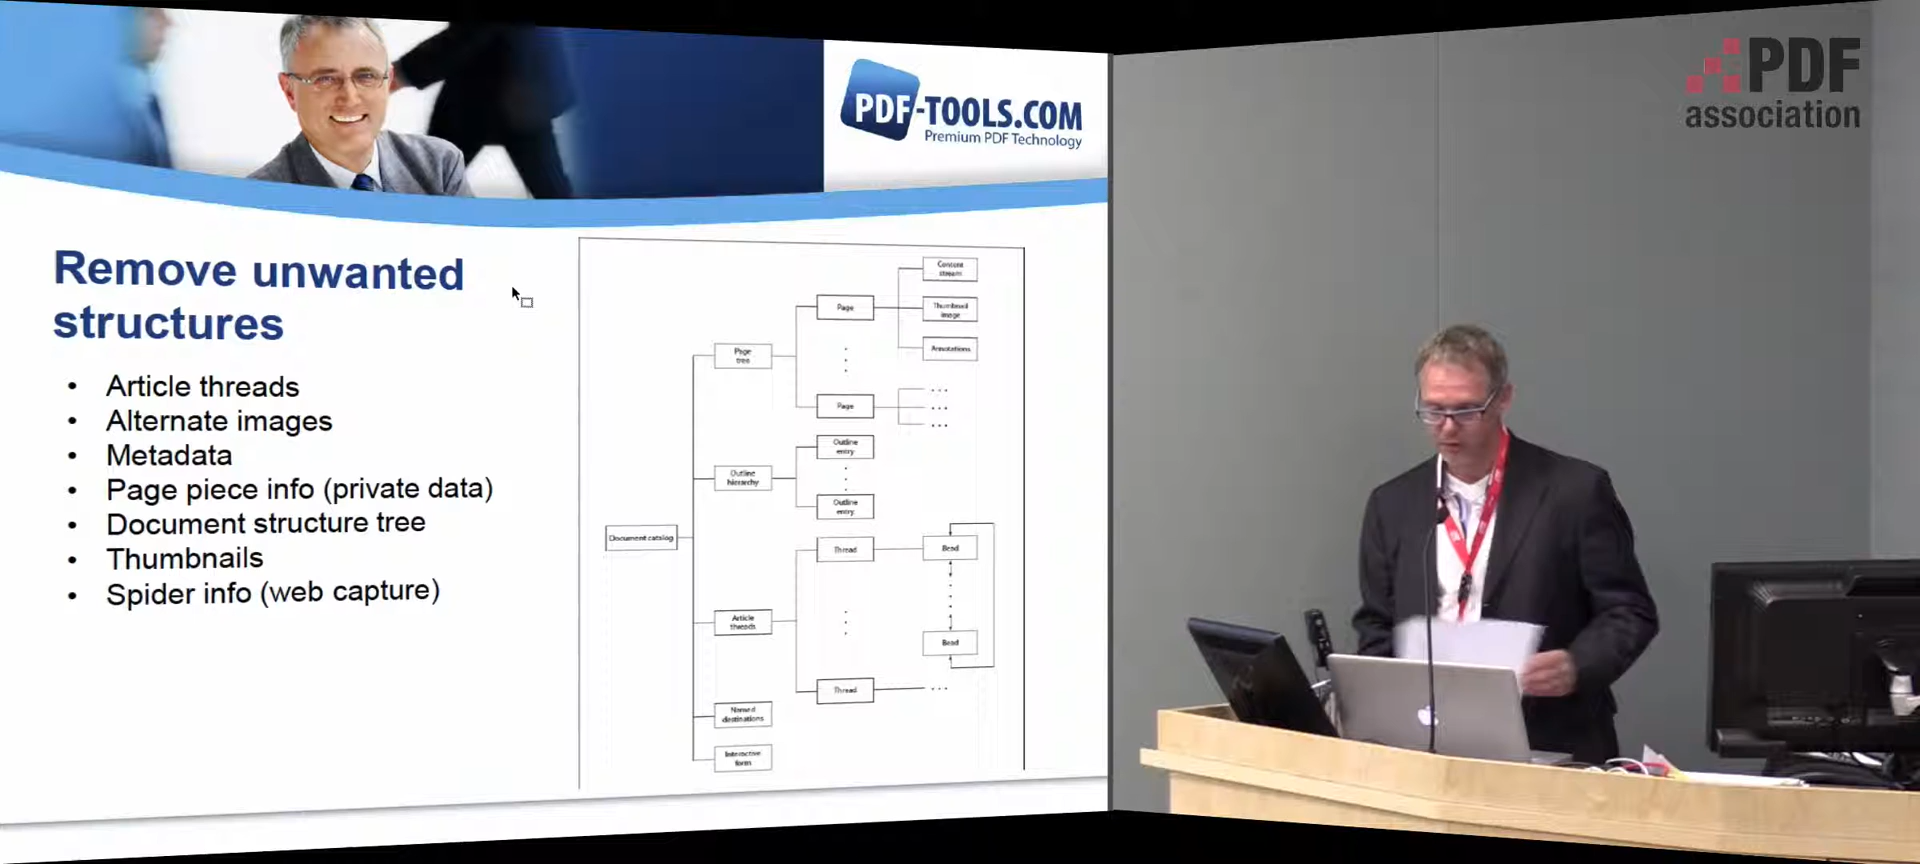 PDF-TOOLS.COM
Premium PDF Technology
PDF
association
Remove unwanted
structures
• Article threads
• Alternate images
• Metadata
• Page piece info (private data)
• Document structure tree
• Thumbnails
• Spider info (web capture)
Document catalog
Page
tree
Page
Content
stream
Thumbnail
image
Annotations
Page
Outline
hierarchy
Outline
entry
Outline
entry
Article
threads
Thread
Bead
Bead
Thread
Named
destinations
Interactive
form